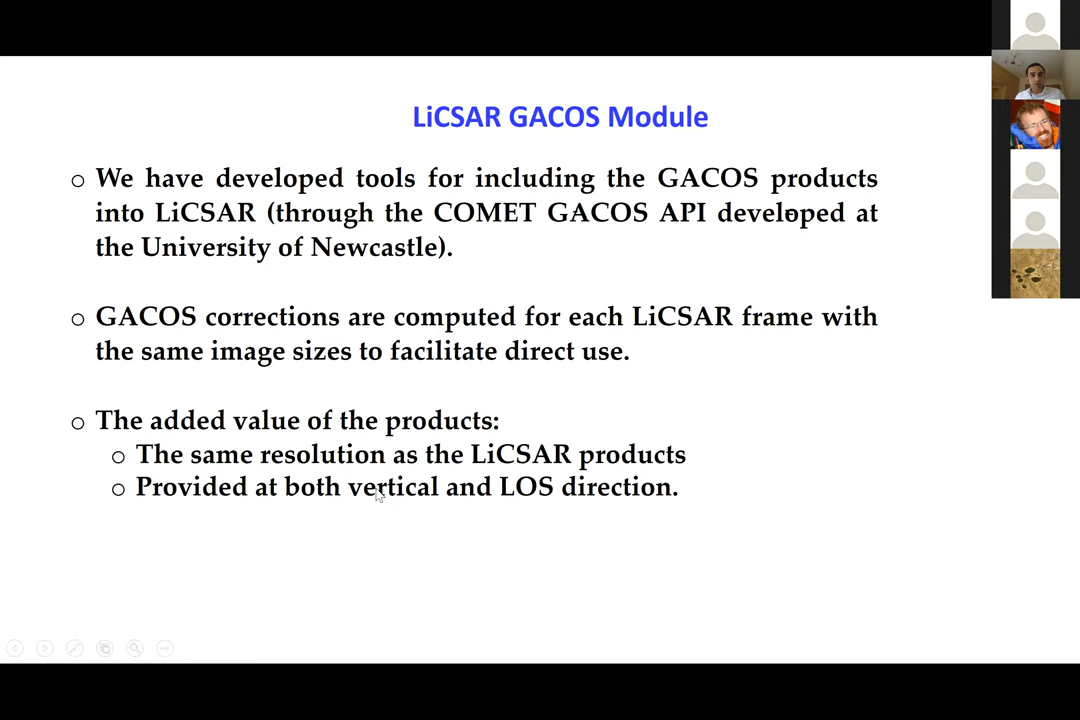 LiCSAR GACOS Module
○ We have developed tools for including the GACOS products
into LiCSAR (through the COMET GACOS API developed at
the University of Newcastle).
○ GACOS corrections are computed for each LiCSAR frame with
the same image sizes to facilitate direct use.
○ The added value of the products:
○ The same resolution as the LiCSAR products
○ Provided at both vertical and LOS direction.